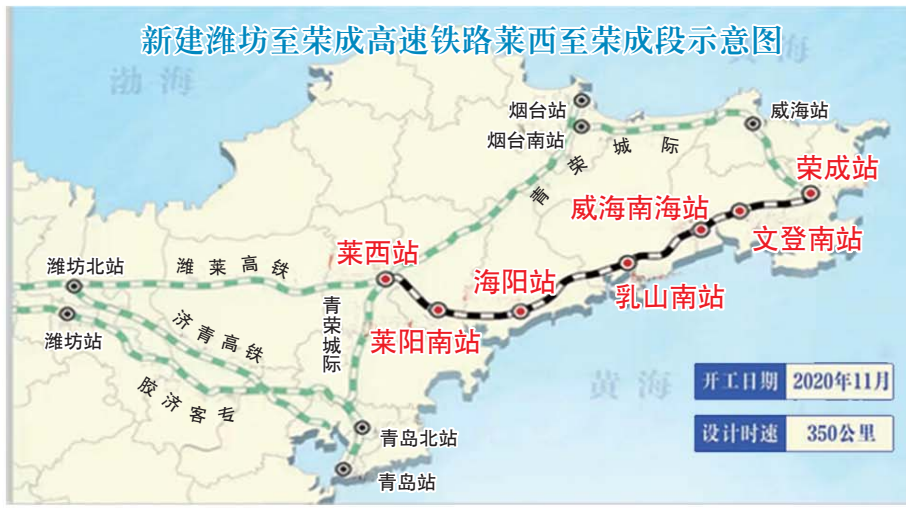 新建潍坊至荣成高速铁路莱西至荣成段示意图
渤海
黄海
烟台站
烟台南站
威海站
青荣城际
荣成站
威海南海站
文登南站
莱西站
潍坊北站
潍莱高铁
海阳站
乳山南站
青荣城际
济青高铁
潍坊站
莱阳南站
胶济客专
黄海
开工日期 2020年11月
设计时速 350公里
青岛北站
青岛站